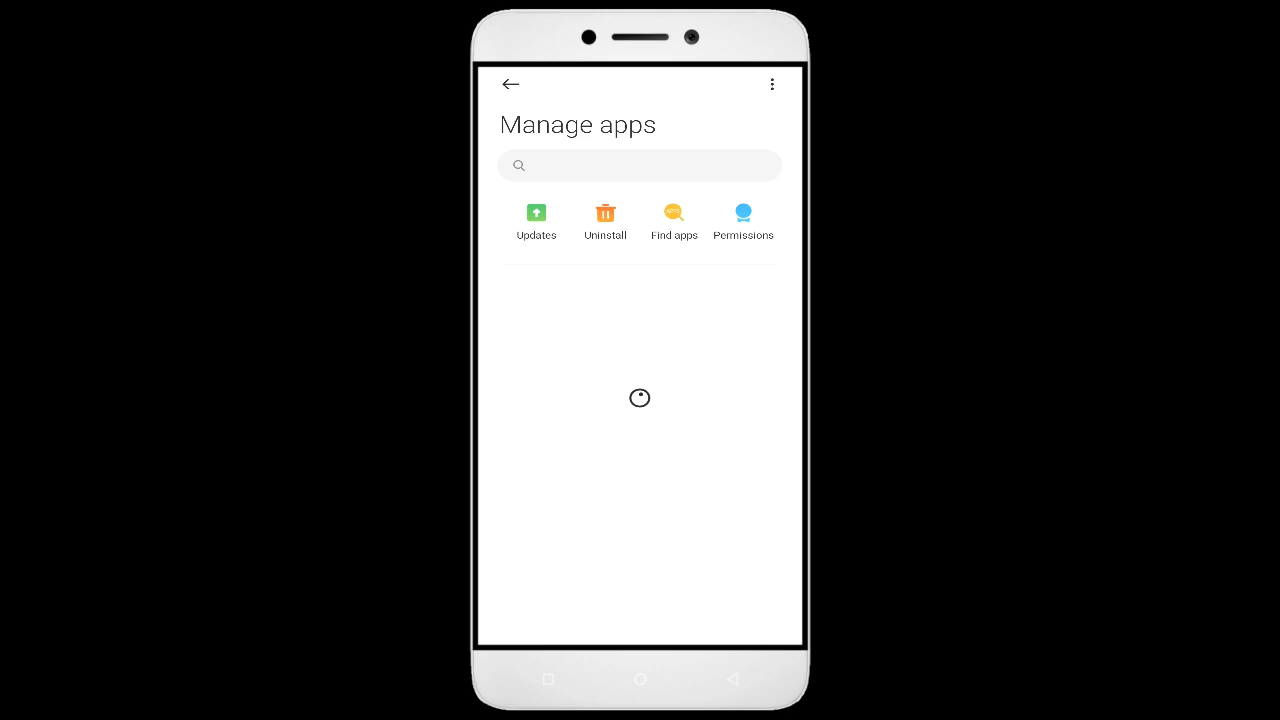 Manage apps
Updates
Uninstall
Find apps
Permissions